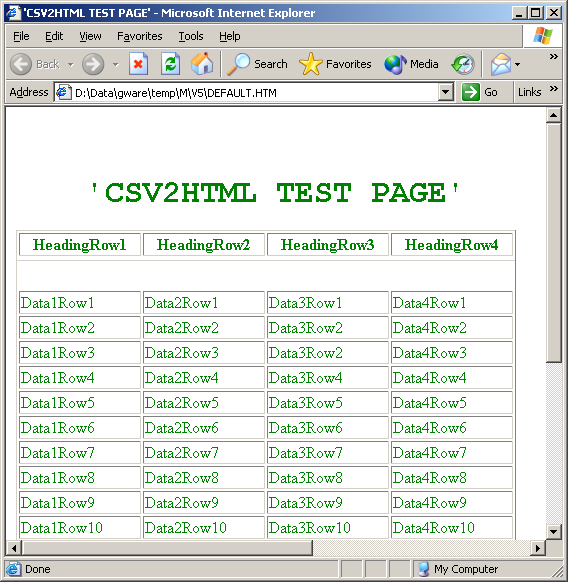 'CSV2HTML TEST PAGE' - Microsoft Internet Explorer
File Edit View Favorites Tools Help
Back Search Favorites Media »
Address D:\Data\gware\temp\M\V5\DEFAULT.HTM Go Links »
'CSV2HTML TEST PAGE'
HeadingRow1 HeadingRow2 HeadingRow3 HeadingRow4
Data1Row1 Data2Row1 Data3Row1 Data4Row1
Data1Row2 Data2Row2 Data3Row2 Data4Row2
Data1Row3 Data2Row3 Data3Row2 Data4Row3
Data1Row4 Data2Row4 Data3Row4 Data4Row4
Data1Row5 Data2Row5 Data3Row5 Data4Row5
Data1Row6 Data2Row6 Data3Row6 Data4Row6
Data1Row7 Data2Row7 Data3Row7 Data4Row7
Data1Row8 Data2Row8 Data3Row8 Data4Row8
Data1Row9 Data2Row9 Data3Row9 Data4Row9
Data1Row10 Data2Row10 Data3Row10 Data4Row10
Done My Computer